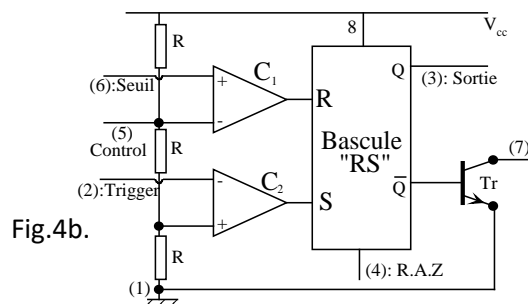 8
V cc
R
(6):Seuil
+
-
C 1
R
Q
(3): Sortie
(5)
Control
R
Bascule
"RS"
(7)
(2):Trigger
-
+
C 2
S
Q
Tr
Fig.4b.
R
(4): R.A.Z
(1)